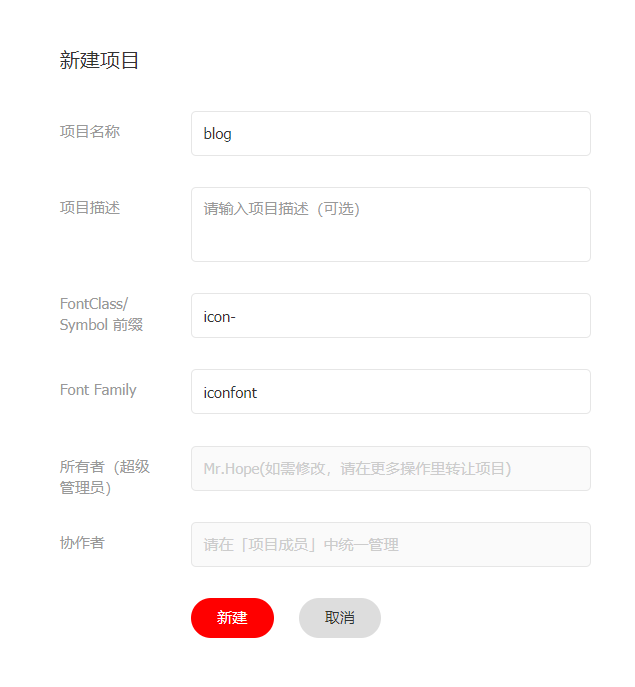 新建项目
项目名称
blog
项目描述
请输入项目描述（可选）
FontClass/
Symbol 前缀
icon-
Font Family
iconfont
所有者（超级
管理员）
Mr.Hope(如需修改，请在更多操作里转让项目)
协作者
请在「项目成员」中统一管理
新建
取消